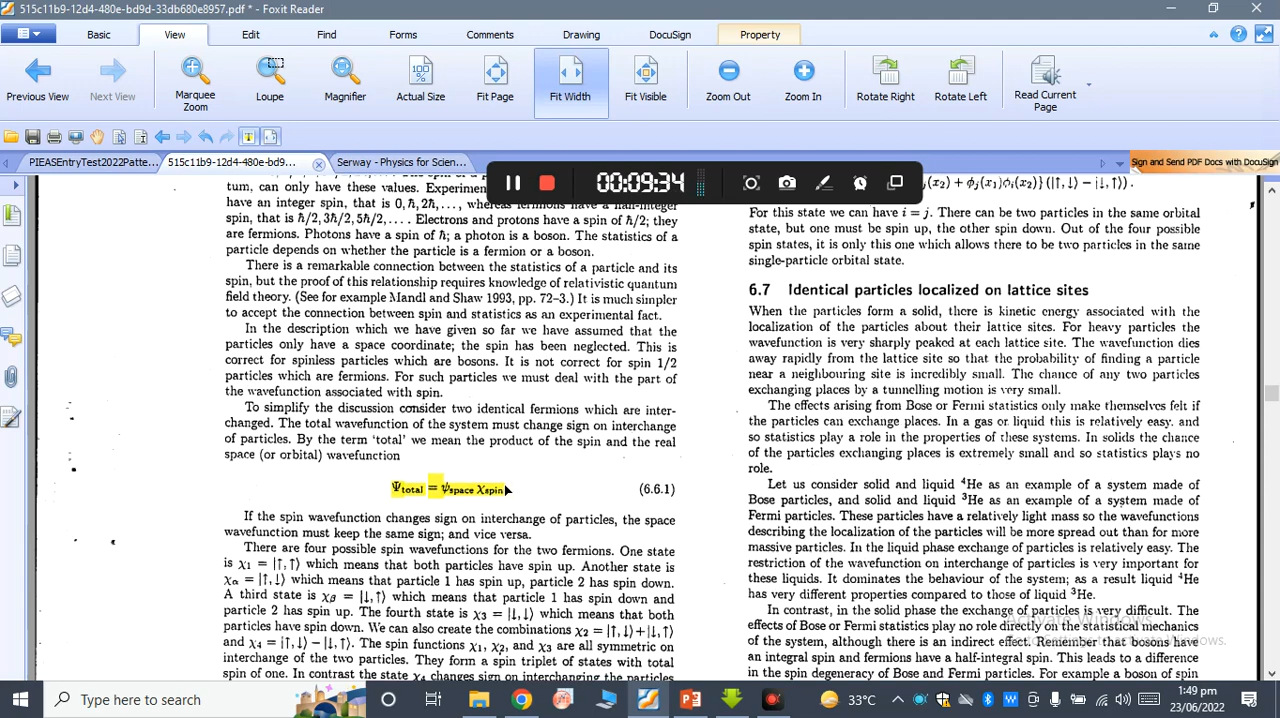 515c11b9-12d4-480e-bd9d-33db680e8957.pdf * - Foxit Reader
Basic View Edit Find Forms Comments Drawing DocuSign Property
Previous View
Next View
Marquee Zoom
Loupe
Magnifier
Actual Size
Fit Page
Fit Width
Fit Visible
Zoom Out
Zoom In
Rotate Right
Rotate Left
Read Current Page
PIEASEntryTest2022Patte...
515c11b9-12d4-480e-bd9...
Serway - Physics for Scien...
Sign and Send PDF Docs with DocuSign
00:09:34
tum, can only have these values. Experimen
have an integer spin, that is 0, ħ, 2ħ, ..., whereas fermions have a half-integer
spin, that is ħ/2, 3ħ/2, 5ħ/2, .... Electrons and protons have a spin of ħ/2; they
are fermions. Photons have a spin of ħ; a photon is a boson. The statistics of a
particle depends on whether the particle is a fermion or a boson.
There is a remarkable connection between the statistics of a particle and its
spin, but the proof of this relationship requires knowledge of relativistic quantum
field theory. (See for example Mandl and Shaw 1993, pp. 72–3.) It is much simpler
to accept the connection between spin and statistics as an experimental fact.
In the description which we have given so far we have assumed that the
particles only have a space coordinate; the spin has been neglected. This is
correct for spinless particles which are bosons. It is not correct for spin 1/2
particles which are fermions. For such particles we must deal with the part of
the wavefunction associated with spin.
To simplify the discussion consider two identical fermions which are inter-
changed. The total wavefunction of the system must change sign on interchange
of particles. By the term 'total' we mean the product of the spin and the real
space (or orbital) wavefunction
Ψtotal = ψspace χspin (6.6.1)
If the spin wavefunction changes sign on interchange of particles, the space
wavefunction must keep the same sign; and vice versa.
There are four possible spin wavefunctions for the two fermions. One state
is χ1 = |↑,↑⟩ which means that both particles have spin up. Another state is
χα = |↑,↓⟩ which means that particle 1 has spin up, particle 2 has spin down.
A third state is χβ = |↓,↑⟩ which means that particle 1 has spin down and
particle 2 has spin up. The fourth state is χ3 = |↓,↓⟩ which means that both
particles have spin down. We can also create the combinations χ2 = |↑,↓⟩+|↓,↑⟩
and χ4 = |↑,↓⟩ − |↓,↑⟩. The spin functions χ1, χ2, and χ3 are all symmetric on
interchange of the two particles. They form a spin triplet of states with total
spin of one. In contrast the state χ4 changes sign on interchanging the particles
j(x2) + ϕj(x1)ϕi(x2)} (|↑,↓⟩ − |↓,↑⟩) .
For this state we can have i = j. There can be two particles in the same orbital
state, but one must be spin up, the other spin down. Out of the four possible
spin states, it is only this one which allows there to be two particles in the same
single-particle orbital state.
6.7 Identical particles localized on lattice sites
When the particles form a solid, there is kinetic energy associated with the
localization of the particles about their lattice sites. For heavy particles the
wavefunction is very sharply peaked at each lattice site. The wavefunction dies
away rapidly from the lattice site so that the probability of finding a particle
near a neighbouring site is incredibly small. The chance of any two particles
exchanging places by a tunnelling motion is very small.
The effects arising from Bose or Fermi statistics only make themselves felt if
the particles can exchange places. In a gas or liquid this is relatively easy. and
so statistics play a role in the properties of these systems. In solids the chance
of the particles exchanging places is extremely small and so statistics plays no
role.
Let us consider solid and liquid ⁴He as an example of a system made of
Bose particles, and solid and liquid ³He as an example of a system made of
Fermi particles. These particles have a relatively light mass so the wavefunctions
describing the localization of the particles will be more spread out than for more
massive particles. In the liquid phase exchange of particles is relatively easy. The
restriction of the wavefunction on interchange of particles is very important for
these liquids. It dominates the behaviour of the system; as a result liquid ⁴He
has very different properties compared to those of liquid ³He.
In contrast, in the solid phase the exchange of particles is very difficult. The
effects of Bose or Fermi statistics play no role directly on the statistical mechanics
of the system, although there is an indirect effect. Remember that bosons have
an integral spin and fermions have a half-integral spin. This leads to a difference
in the spin degeneracy of Bose and Fermi particles. For example a boson of spin
Activate Windows
Go to Settings to activate Windows.
Type here to search
33°C
1:49 pm
23/06/2022